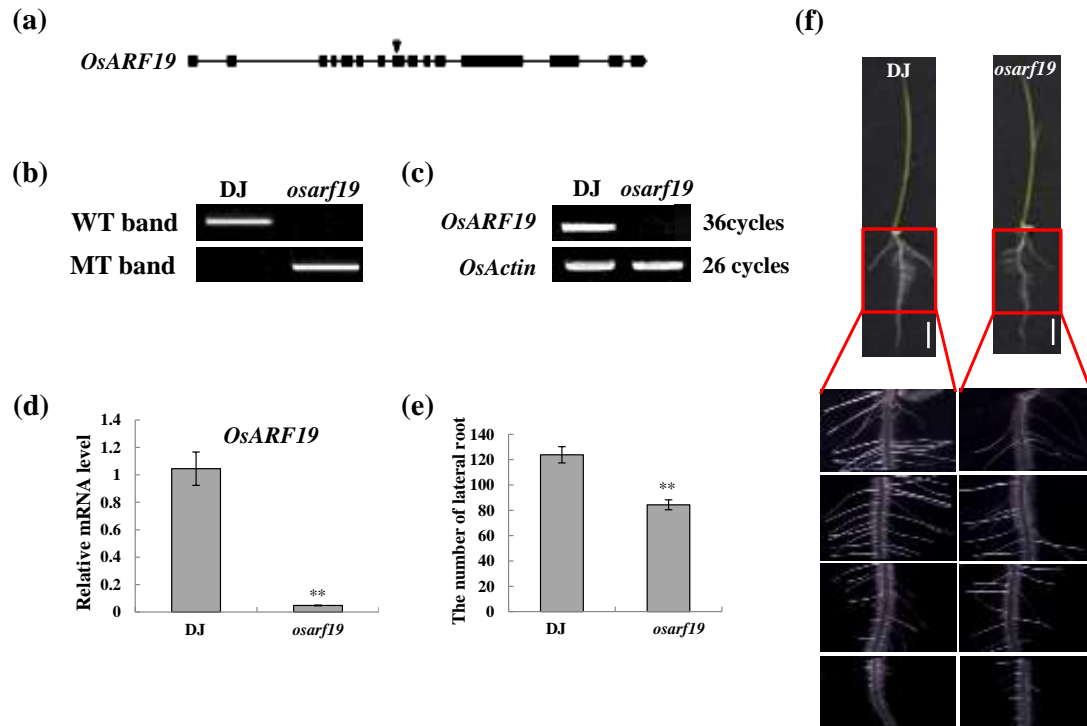 (a)
OsARF19
(b)
DJ osarf19
WT band
MT band
(c)
DJ osarf19
OsARF19 36cycles
OsActin 26 cycles
(d)
OsARF19
Relative mRNA level
1.4
1.2
1
0.8
0.6
0.4
0.2
0
**
DJ osarf19
(e)
The number of lateral root
140
120
100
80
60
40
20
0
**
DJ osarf19
(f)
DJ osarf19